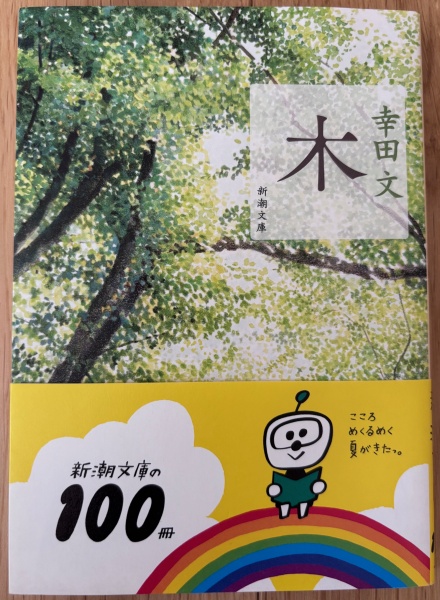 幸田文
木
新潮文庫
新潮文庫の
100冊
こころ
めくるめく
夏がきたっ。